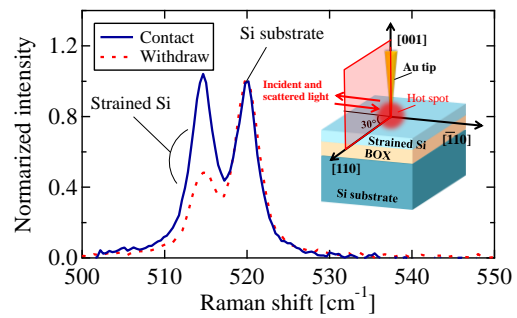 Contact
Withdraw
Si substrate
Strained Si
[001]
Au tip
Incident and
scattered light
Hot spot
30°
Strained Si
BOX
[1̅10]
[110]
Si substrate
1.2
0.8
0.4
0.0
Normarized intensity
500
510
520
530
540
550
Raman shift [cm⁻¹]